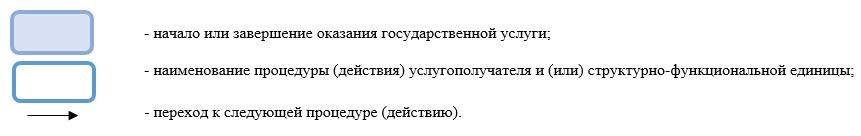 - начало или завершение оказания государственной услуги;
- наименование процедуры (действия) услугополучателя и (или) структурно-функциональной единицы;
- переход к следующей процедуре (действию).